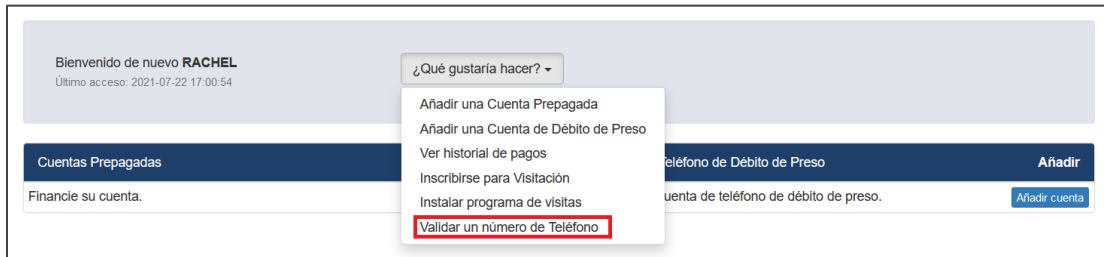 Bienvenido de nuevo RACHEL
Último acceso: 2021-07-22 17:00:54
¿Qué gustaría hacer?
Añadir una Cuenta Prepagada
Añadir una Cuenta de Débito de Preso
Ver historial de pagos
Inscribirse para Visitación
Instalar programa de visitas
Validar un número de Teléfono
Cuentas Prepagadas
de Débito de Preso Añadir
Financie su cuenta.
de teléfono de débito de preso. Añadir cuenta